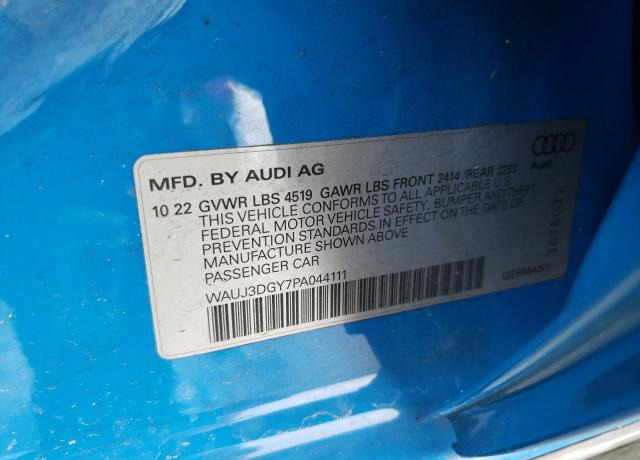 MFD. BY AUDI AG
Audi
10 22 GVWR LBS 4519 GAWR LBS FRONT 2414 /REAR 2293
THIS VEHICLE CONFORMS TO ALL APPLICABLE U.S.
FEDERAL MOTOR VEHICLE SAFETY, BUMPER AND THEFT
PREVENTION STANDARDS IN EFFECT ON THE DATE OF
MANUFACTURE SHOWN ABOVE
PASSENGER CAR
WAUJ3DGY7PA044111
GERMANY